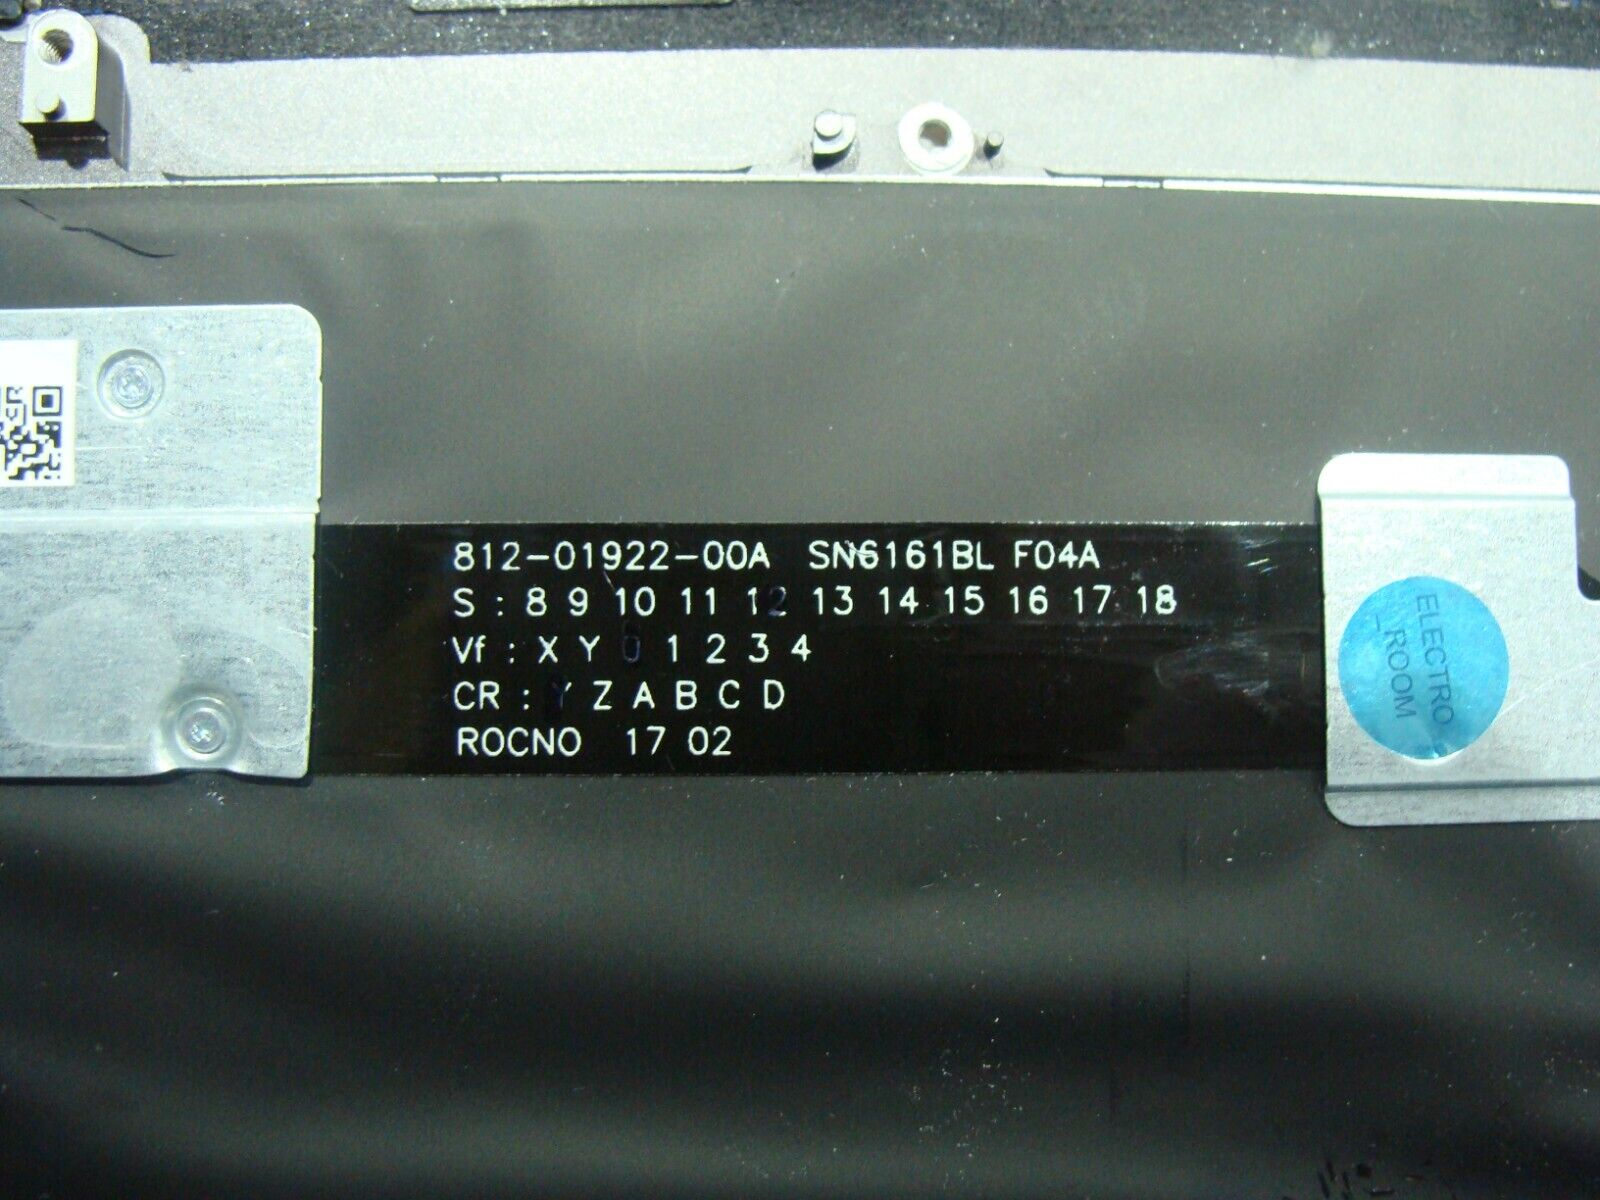 812-01922-00A SN6161BL F04A
S : 8 9 10 11 12 13 14 15 16 17 18
Vf : X Y 0 1 2 3 4
CR : Y Z A B C D
ROCNO 17 02
ELECTRO
_ROOM